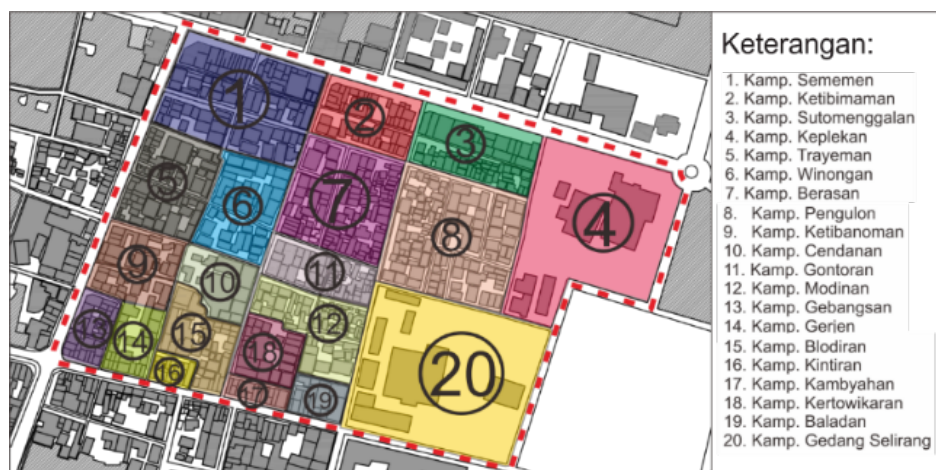 Keterangan:
1. Kamp. Sememen
2. Kamp. Ketibimaman
3. Kamp. Sutomenggalan
4. Kamp. Keplekan
5. Kamp. Trayeman
6. Kamp. Winongan
7. Kamp. Berasan
8. Kamp. Pengulon
9. Kamp. Ketibanoman
10. Kamp. Cendanan
11. Kamp. Gontoran
12. Kamp. Modinan
13. Kamp. Gebangsan
14. Kamp. Gerjen
15. Kamp. Blodiran
16. Kamp. Kintiran
17. Kamp. Kambyahan
18. Kamp. Kertowikaran
19. Kamp. Baladan
20. Kamp. Gedang Selirang
1
2
3
4
5
6
7
8
9
10
11
12
13
14
15
16
17
18
19
20